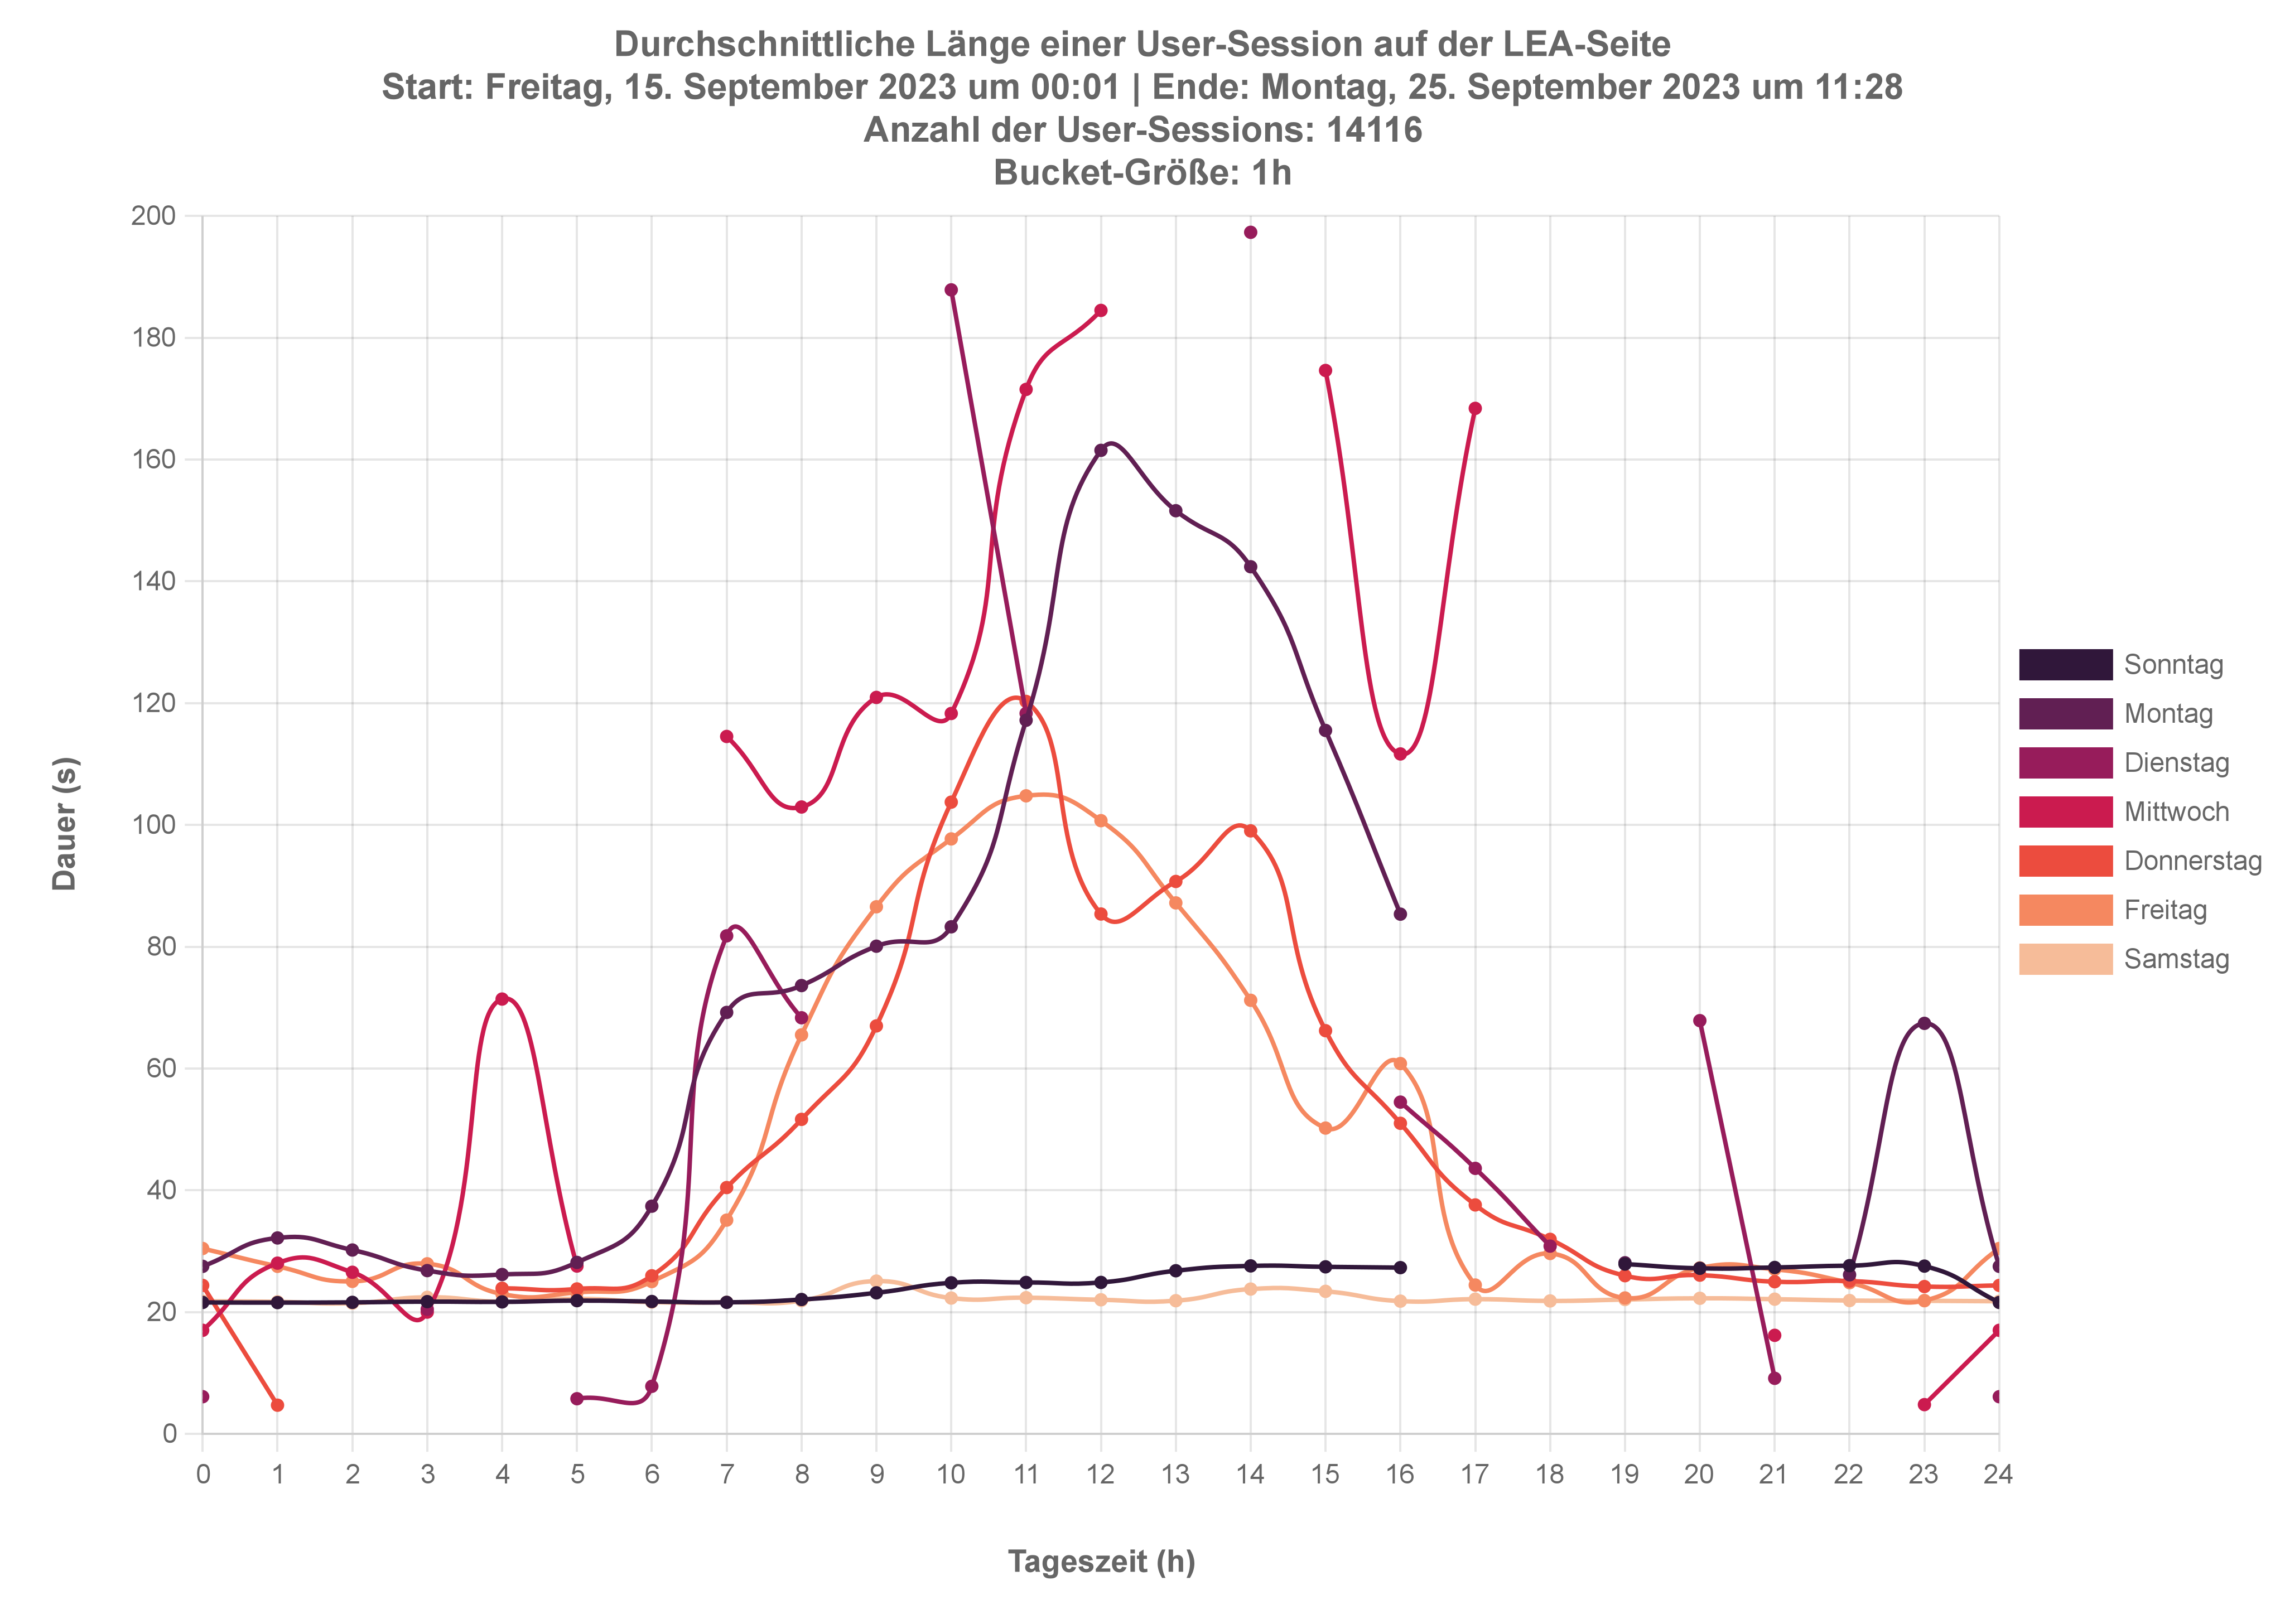 Durchschnittliche Länge einer User-Session auf der LEA-Seite
Start: Freitag, 15. September 2023 um 00:01 | Ende: Montag, 25. September 2023 um 11:28
Anzahl der User-Sessions: 14116
Bucket-Größe: 1h
200
180
160
140
120
100
80
60
40
20
0
Dauer (s)
0 1 2 3 4 5 6 7 8 9 10 11 12 13 14 15 16 17 18 19 20 21 22 23 24
Tageszeit (h)
Sonntag
Montag
Dienstag
Mittwoch
Donnerstag
Freitag
Samstag